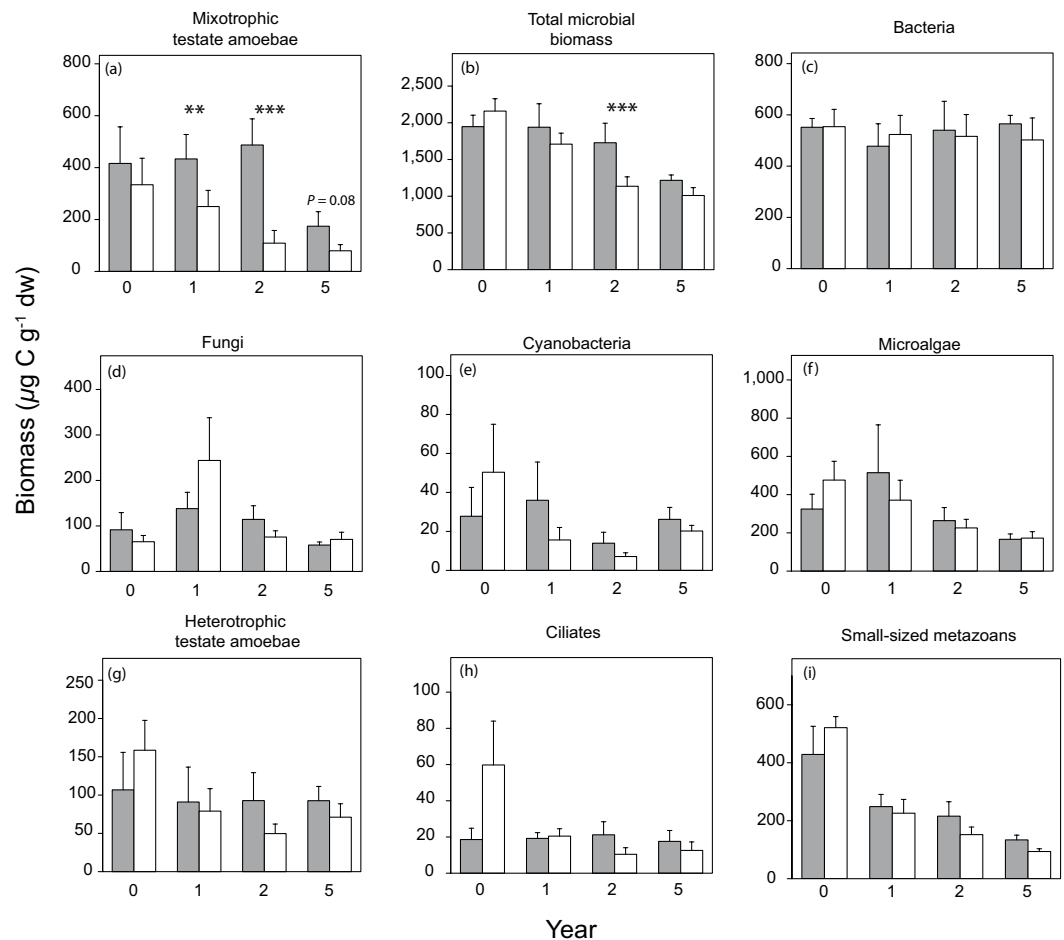 Mixotrophic
testate amoebae
Total microbial
biomass
Bacteria
(a)
800
600
400
200
0
**
***
P = 0.08
0 1 2 5
(b)
2,500
2,000
1,500
1,000
500
0
***
0 1 2 5
(c)
800
600
400
200
0
0 1 2 5
Biomass (µg C g⁻¹ dw)
Fungi
Cyanobacteria
Microalgae
(d)
400
300
200
100
0
0 1 2 5
(e)
100
80
60
40
20
0
0 1 2 5
(f)
1,000
800
600
400
200
0
0 1 2 5
Heterotrophic
testate amoebae
Ciliates
Small-sized metazoans
(g)
250
200
150
100
50
0
0 1 2 5
(h)
100
80
60
40
20
0
0 1 2 5
(i)
600
400
200
0
0 1 2 5
Year